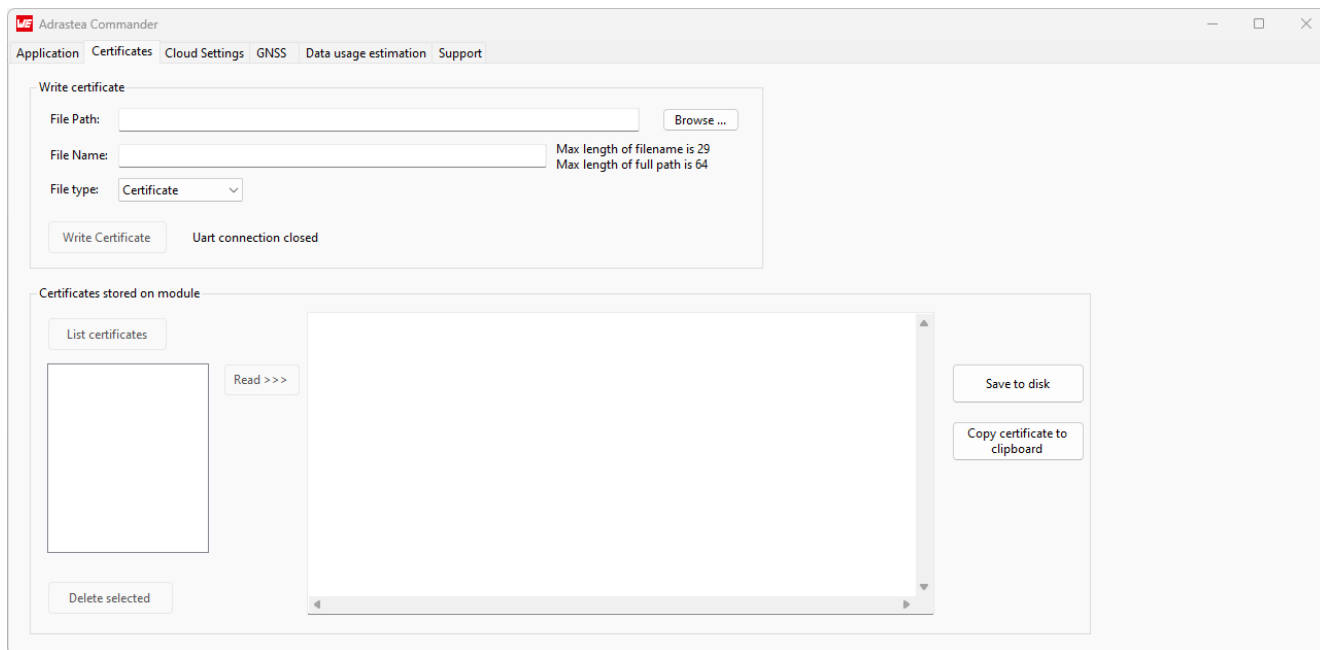 WE Adrastea Commander
Application Certificates Cloud Settings GNSS Data usage estimation Support
Write certificate
File Path: Browse ...
File Name: Max length of filename is 29
Max length of full path is 64
File type: Certificate
Write Certificate Uart connection closed
Certificates stored on module
List certificates
Read >>>
Save to disk
Copy certificate to
clipboard
Delete selected